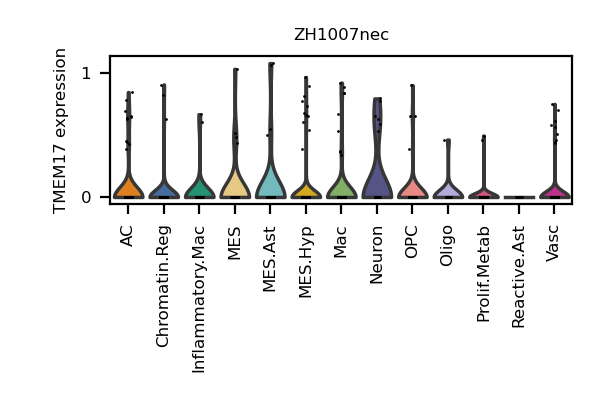 ZH1007nec
TMEM17 expression
1
0
AC
Chromatin.Reg
Inflammatory.Mac
MES
MES.Ast
MES.Hyp
Mac
Neuron
OPC
Oligo
Prolif.Metab
Reactive.Ast
Vasc